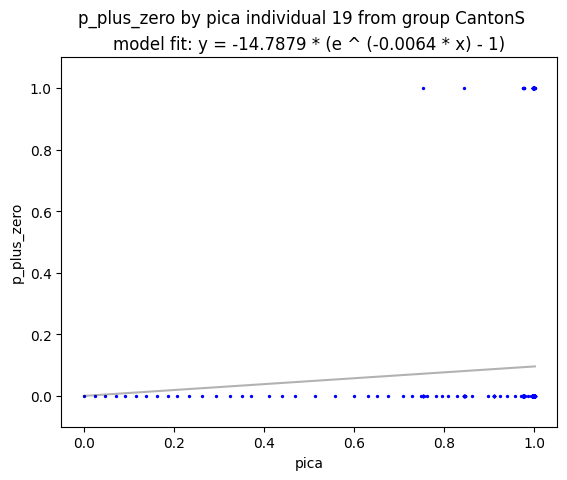 p_plus_zero by pica individual 19 from group CantonS
model fit: y = -14.7879 * (e ^ (-0.0064 * x) - 1)
1.0
0.8
0.6
0.4
0.2
0.0
p_plus_zero
0.0 0.2 0.4 0.6 0.8 1.0
pica